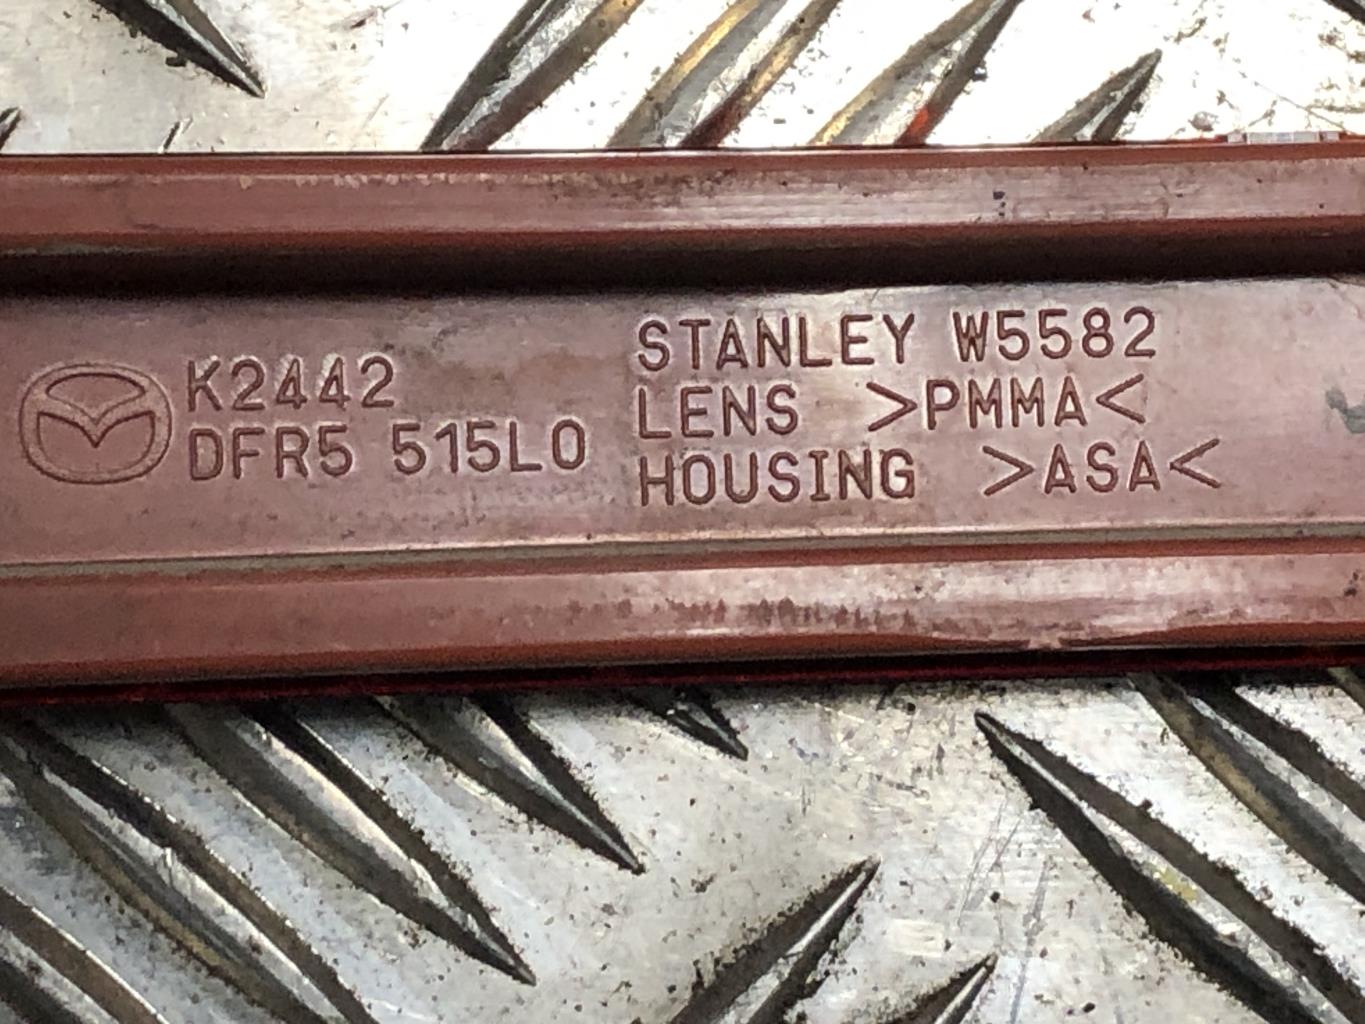 K2442
DFR5 515L0
STANLEY W5582
LENS >PMMA<
HOUSING >ASA<